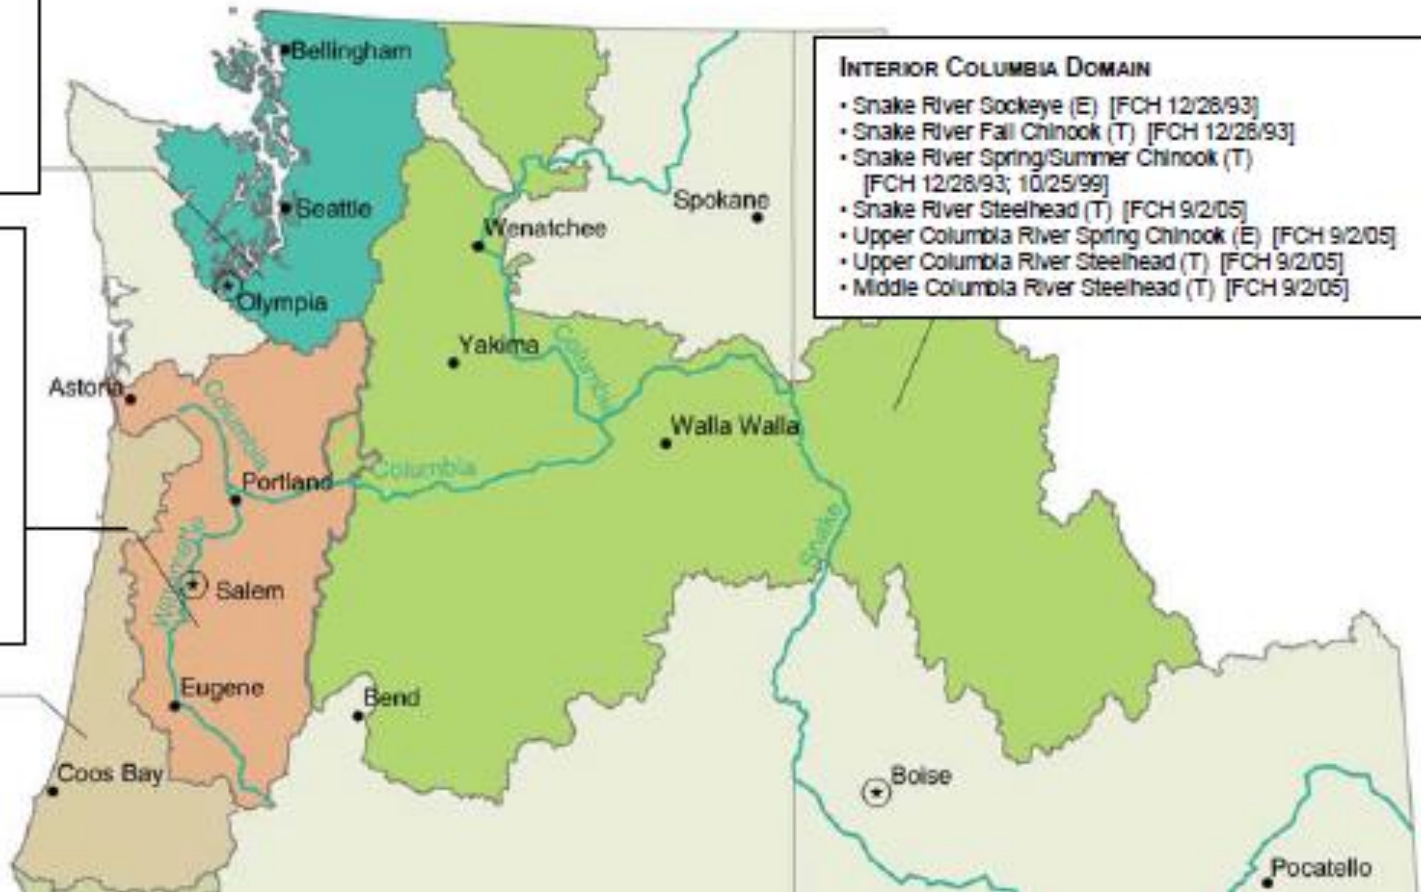 Bellingham
INTERIOR COLUMBIA DOMAIN
• Snake River Sockeye (E) [FCH 12/28/93]
• Snake River Fall Chinook (T) [FCH 12/28/93]
• Snake River Spring/Summer Chinook (T)
[FCH 12/28/93; 10/25/99]
• Snake River Steelhead (T) [FCH 9/2/05]
• Upper Columbia River Spring Chinook (E) [FCH 9/2/05]
• Upper Columbia River Steelhead (T) [FCH 9/2/05]
• Middle Columbia River Steelhead (T) [FCH 9/2/05]
Seattle
Spokane
Wenatchee
Olympia
Yakima
Columbia
Astoria
Columbia
Walla Walla
Columbia
Portland
Snake
Willamette
Salem
Eugene
Bend
Coos Bay
Boise
Pocatello